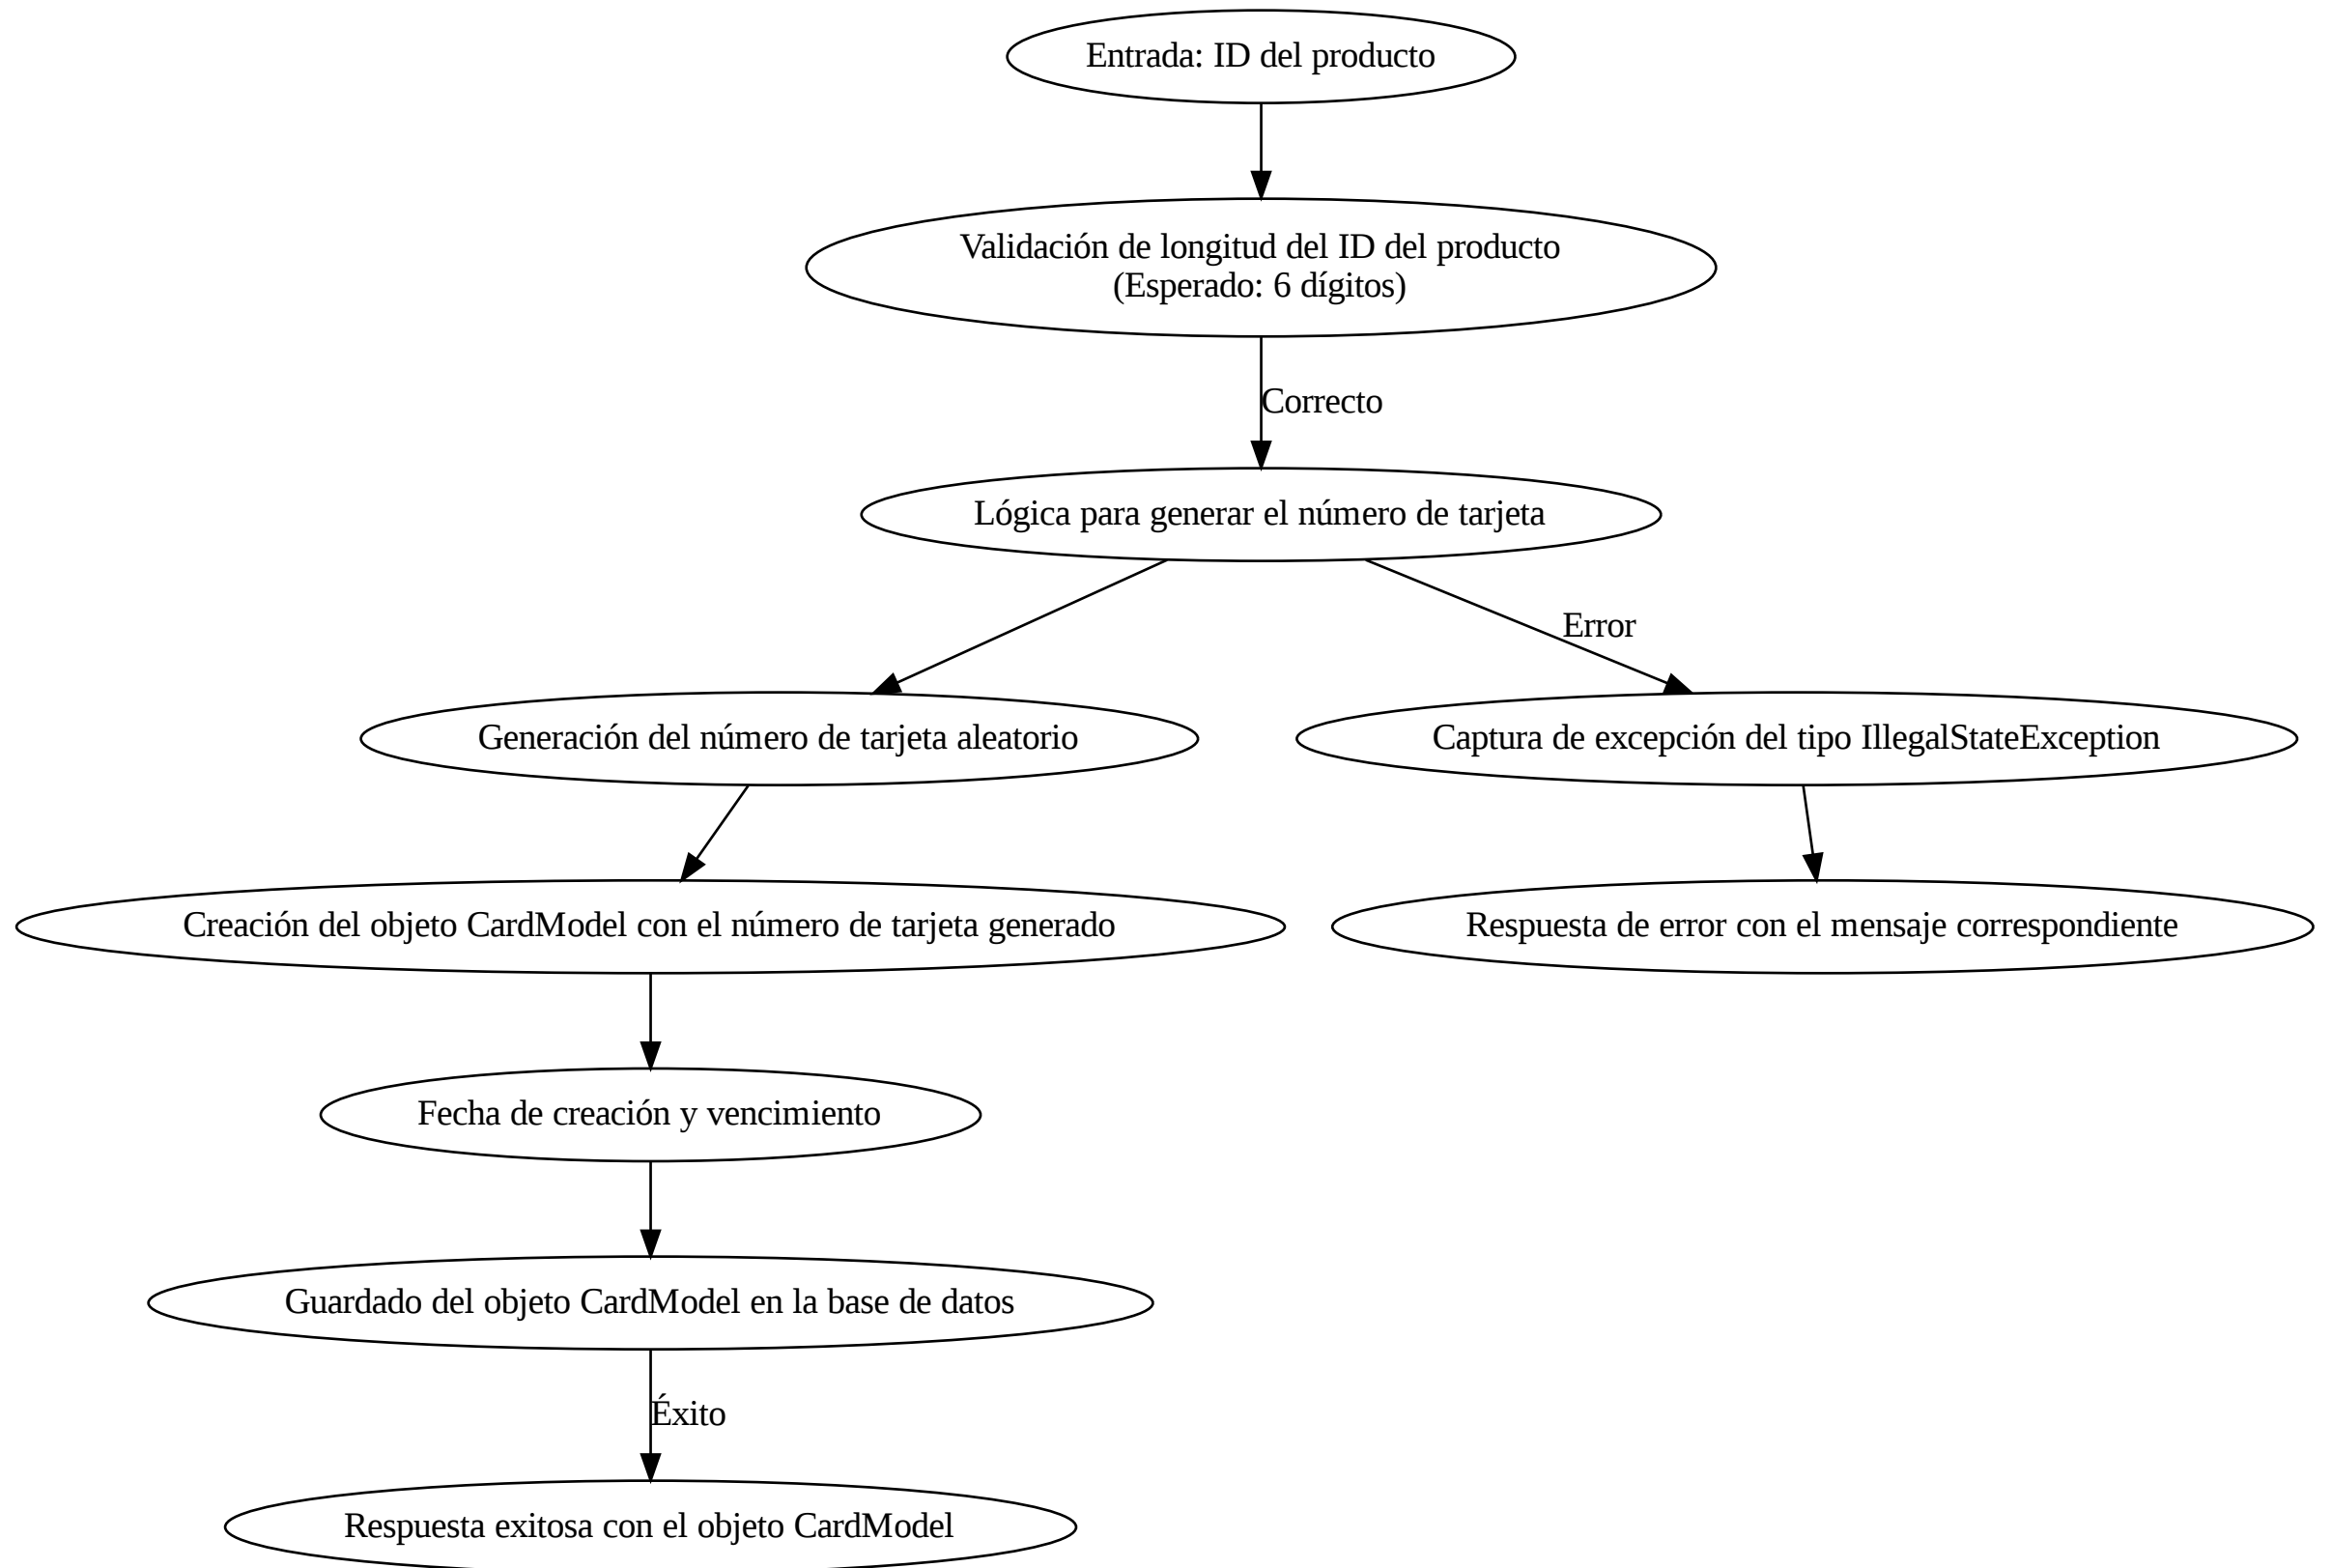 Entrada: ID del producto
Validación de longitud del ID del producto
(Esperado: 6 dígitos)
Correcto
Lógica para generar el número de tarjeta
Error
Generación del número de tarjeta aleatorio
Captura de excepción del tipo IllegalStateException
Creación del objeto CardModel con el número de tarjeta generado
Respuesta de error con el mensaje correspondiente
Fecha de creación y vencimiento
Guardado del objeto CardModel en la base de datos
Éxito
Respuesta exitosa con el objeto CardModel